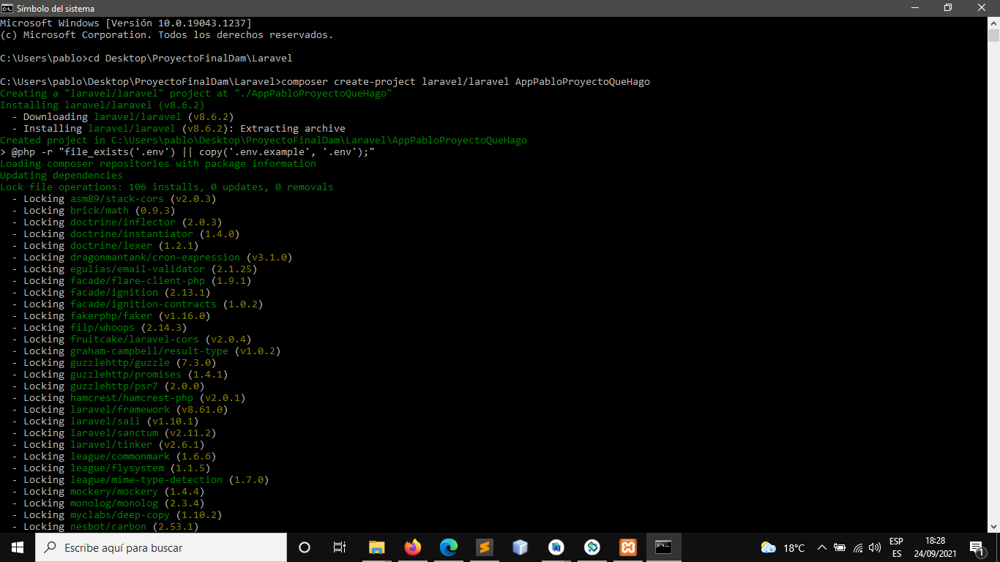 Símbolo del sistema
Microsoft Windows [Versión 10.0.19043.1237]
(c) Microsoft Corporation. Todos los derechos reservados.
C:\Users\pablo>cd Desktop\ProyectoFinalDam\Laravel
C:\Users\pablo\Desktop\ProyectoFinalDam\Laravel>composer create-project laravel/laravel AppPabloProyectoQueHago
Creating a "laravel/laravel" project at "./AppPabloProyectoQueHago"
Installing laravel/laravel (v8.6.2)
- Downloading laravel/laravel (v8.6.2)
- Installing laravel/laravel (v8.6.2): Extracting archive
Created project in C:\Users\pablo\Desktop\ProyectoFinalDam\Laravel\AppPabloProyectoQueHago
> @php -r "file_exists('.env') || copy('.env.example', '.env');"
Loading composer repositories with package information
Updating dependencies
Lock file operations: 106 installs, 0 updates, 0 removals
- Locking asm89/stack-cors (v2.0.3)
- Locking brick/math (0.9.3)
- Locking doctrine/inflector (2.0.3)
- Locking doctrine/instantiator (1.4.0)
- Locking doctrine/lexer (1.2.1)
- Locking dragonmantank/cron-expression (v3.1.0)
- Locking egulias/email-validator (2.1.25)
- Locking facade/flare-client-php (1.9.1)
- Locking facade/ignition (2.13.1)
- Locking facade/ignition-contracts (1.0.2)
- Locking fakerphp/faker (v1.16.0)
- Locking filp/whoops (2.14.3)
- Locking fruitcake/laravel-cors (v2.0.4)
- Locking graham-campbell/result-type (v1.0.2)
- Locking guzzlehttp/guzzle (7.3.0)
- Locking guzzlehttp/promises (1.4.1)
- Locking guzzlehttp/psr7 (2.0.0)
- Locking hamcrest/hamcrest-php (v2.0.1)
- Locking laravel/framework (v8.61.0)
- Locking laravel/sail (v1.10.1)
- Locking laravel/sanctum (v2.11.2)
- Locking laravel/tinker (v2.6.1)
- Locking league/commonmark (1.6.6)
- Locking league/flysystem (1.1.5)
- Locking league/mime-type-detection (1.7.0)
- Locking mockery/mockery (1.4.4)
- Locking monolog/monolog (2.3.4)
- Locking myclabs/deep-copy (1.10.2)
- Locking nesbot/carbon (2.53.1)
Escribe aquí para buscar
18°C
ESP
ES
18:28
24/09/2021
1